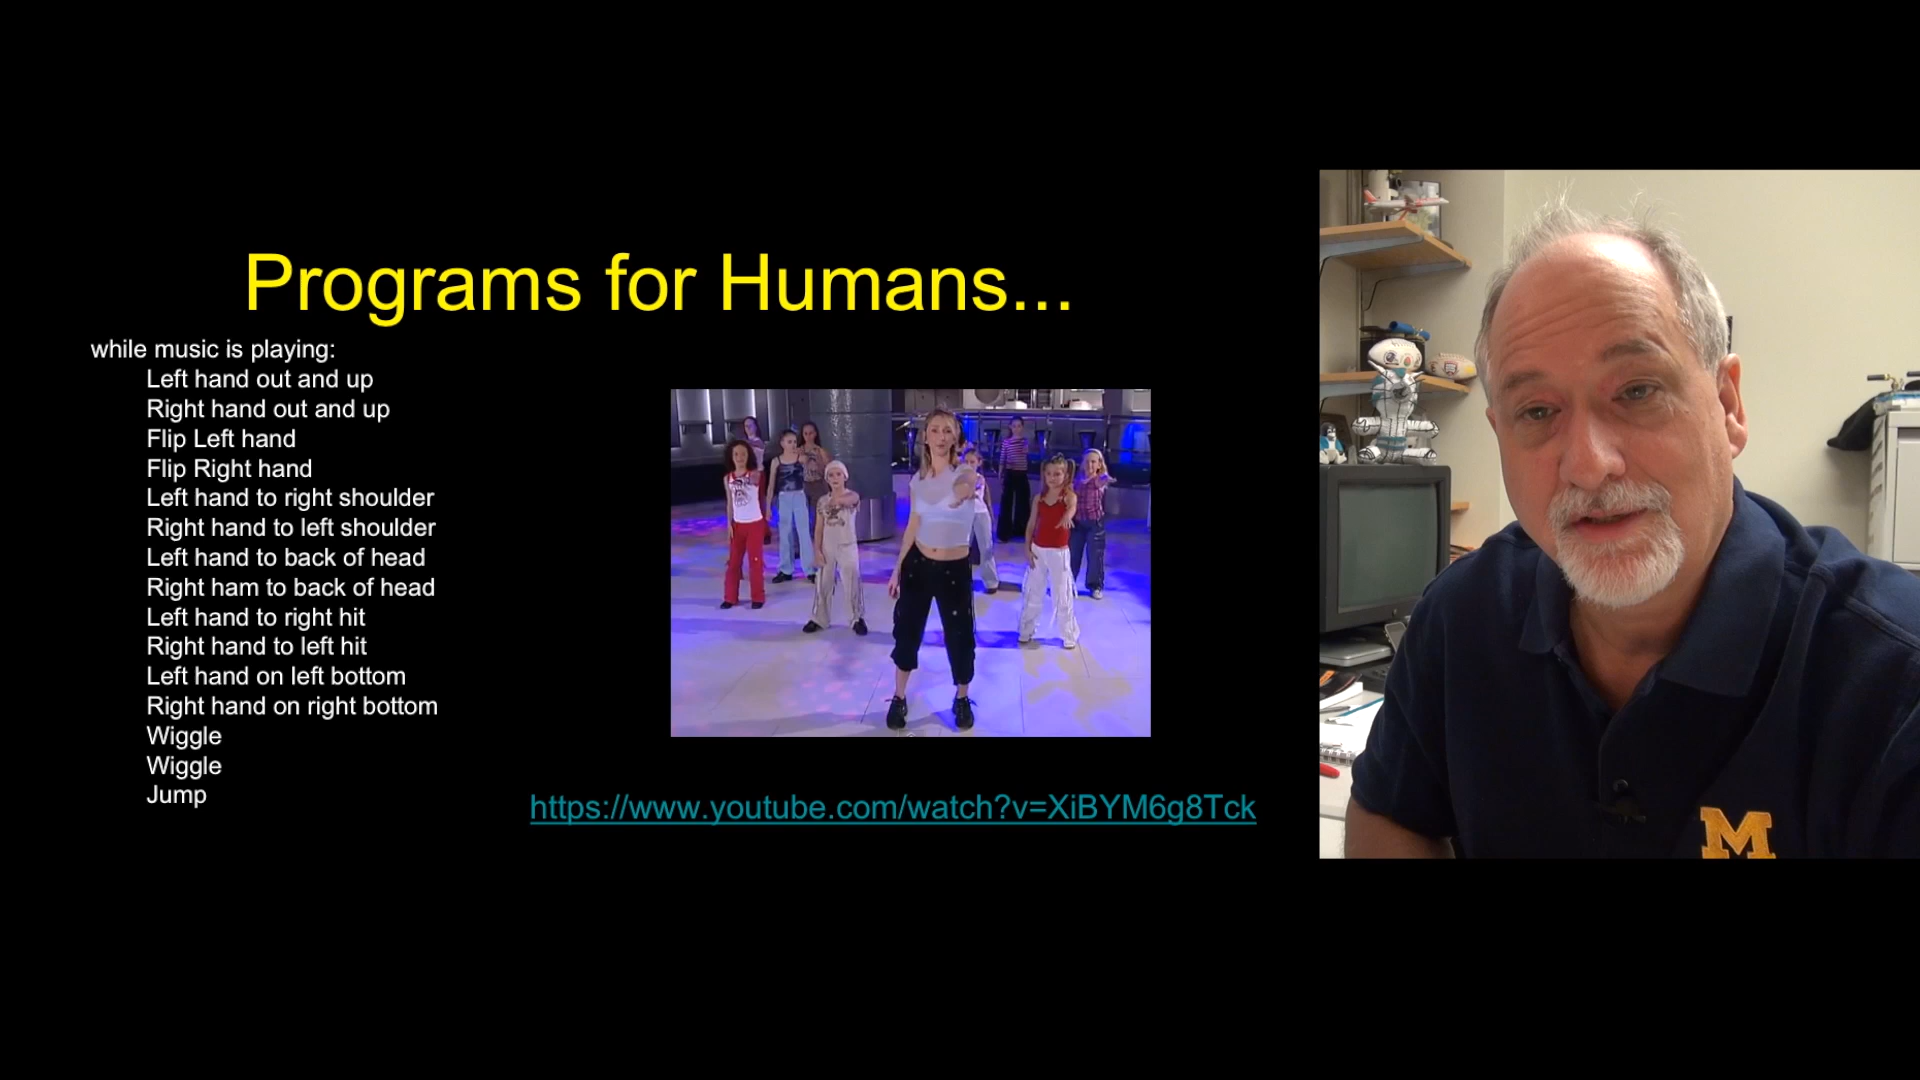 Programs for Humans...
while music is playing:
Left hand out and up
Right hand out and up
Flip Left hand
Flip Right hand
Left hand to right shoulder
Right hand to left shoulder
Left hand to back of head
Right ham to back of head
Left hand to right hit
Right hand to left hit
Left hand on left bottom
Right hand on right bottom
Wiggle
Wiggle
Jump
https://www.youtube.com/watch?v=XiBYM6g8Tck
M